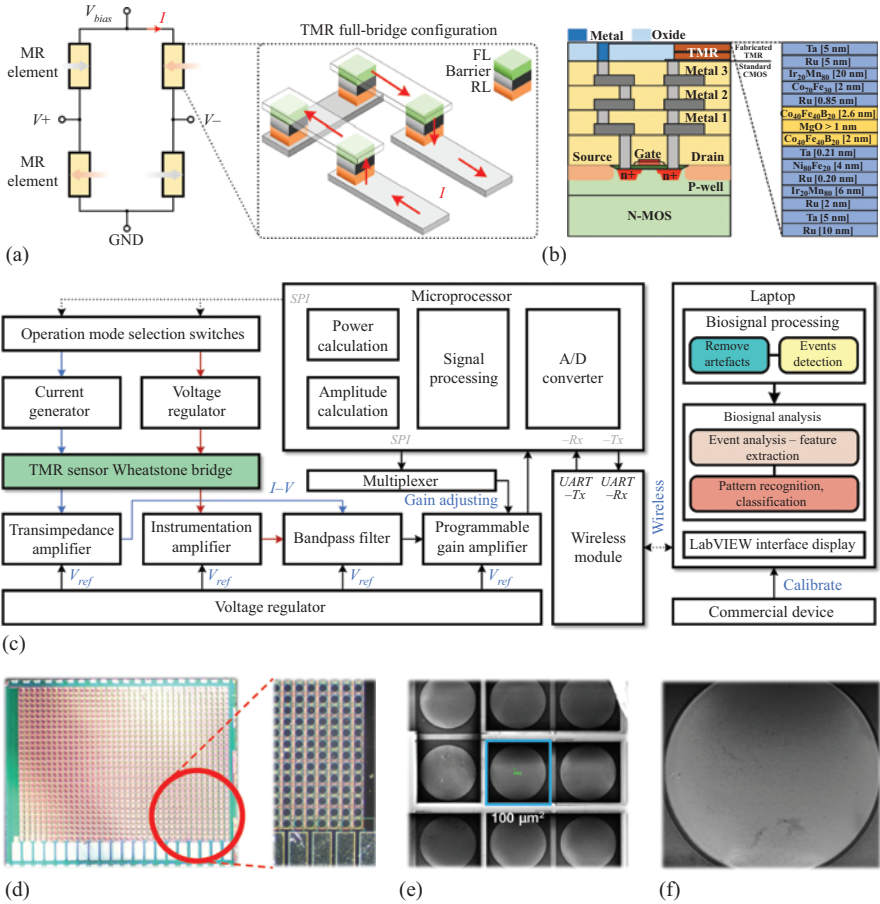 V_bias
I
MR
element
V+
V−
MR
element
GND
(a)
TMR full-bridge configuration
FL
Barrier
RL
I
Metal
Oxide
TMR
Fabricated
TMR
Standard
CMOS
Metal 3
Metal 2
Metal 1
Source
Gate
Drain
n+
n+
P-well
N-MOS
Ta [5 nm]
Ru [5 nm]
Ir20Mn80 [20 nm]
Co70Fe30 [2 nm]
Ru [0.85 nm]
Co40Fe40B20 [2.6 nm]
MgO > 1 nm
Co40Fe40B20 [2 nm]
Ta [0.21 nm]
Ni80Fe20 [4 nm]
Ru [0.20 nm]
Ir20Mn80 [6 nm]
Ru [2 nm]
Ta [5 nm]
Ru [10 nm]
(b)
SPI
Operation mode selection switches
Current
generator
Voltage
regulator
TMR sensor Wheatstone bridge
I–V
Transimpedance
amplifier
Instrumentation
amplifier
Bandpass filter
Programmable
gain amplifier
V_ref
V_ref
V_ref
V_ref
Voltage regulator
Microprocessor
Power
calculation
Amplitude
calculation
Signal
processing
A/D
converter
SPI
–Rx
–Tx
Multiplexer
Gain adjusting
UART
–Tx
UART
–Rx
Wireless
module
Wireless
Laptop
Biosignal processing
Remove
artefacts
Events
detection
Biosignal analysis
Event analysis – feature
extraction
Pattern recognition,
classification
LabVIEW interface display
Calibrate
Commercial device
(c)
(d)
100 μm²
(e)
(f)